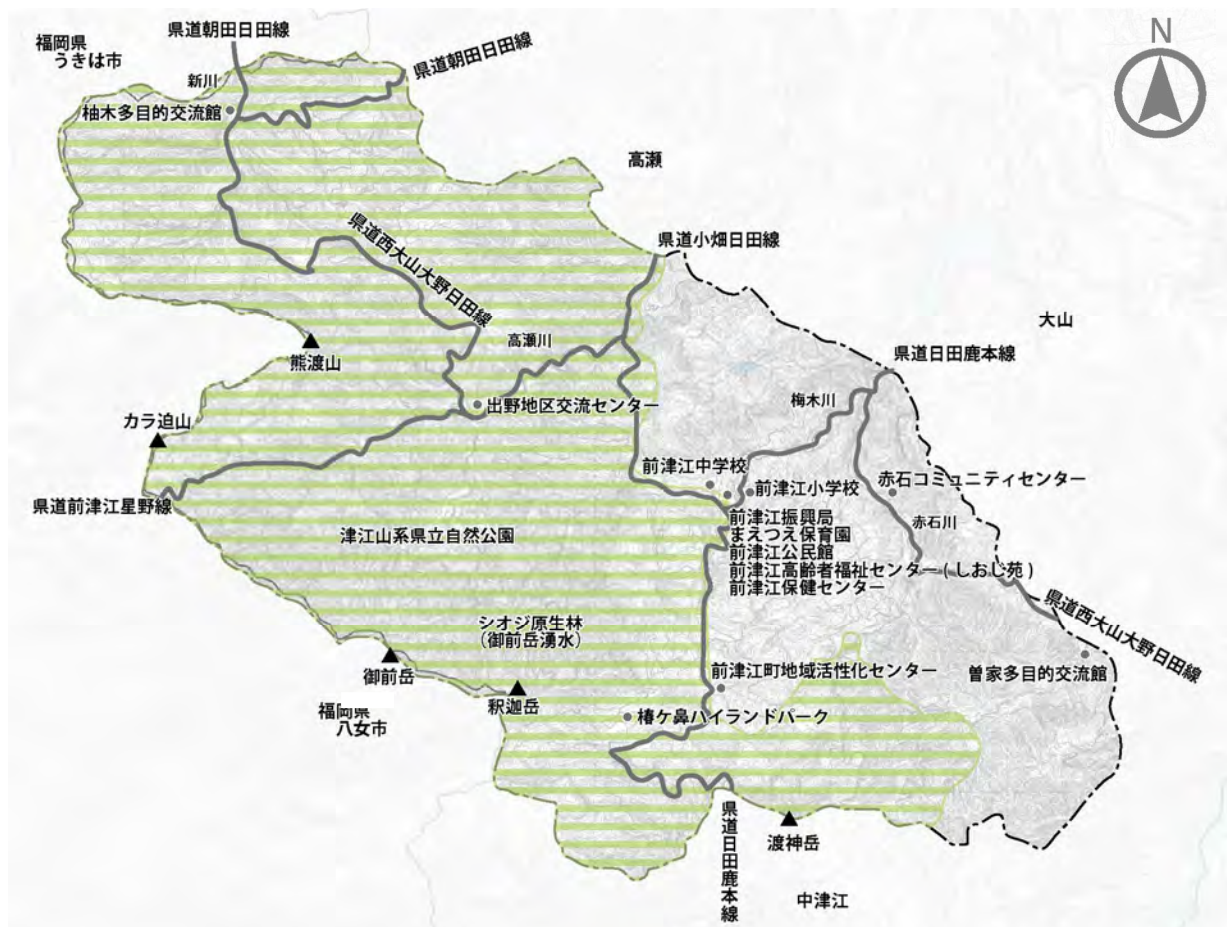 N
県道朝田日田線
福岡県
うきは市
県道朝田日田線
新川
柚木多目的交流館
高瀬
県道小畑日田線
県道西大山大野日田線
大山
高瀬川
県道日田鹿本線
熊渡山
梅木川
出野地区交流センター
カラ迫山
前津江中学校
前津江小学校
赤石コミュニティセンター
県道前津江星野線
前津江振興局
まえつえ保育園
前津江公民館
前津江高齢者福祉センター(しおじ苑)
前津江保健センター
赤石川
津江山系県立自然公園
県道西大山大野日田線
シオジ原生林
(御前岳湧水)
御前岳
前津江町地域活性化センター
曽家多目的交流館
釈迦岳
福岡県
八女市
椿ケ鼻ハイランドパーク
県道日田鹿本線
渡神岳
中津江